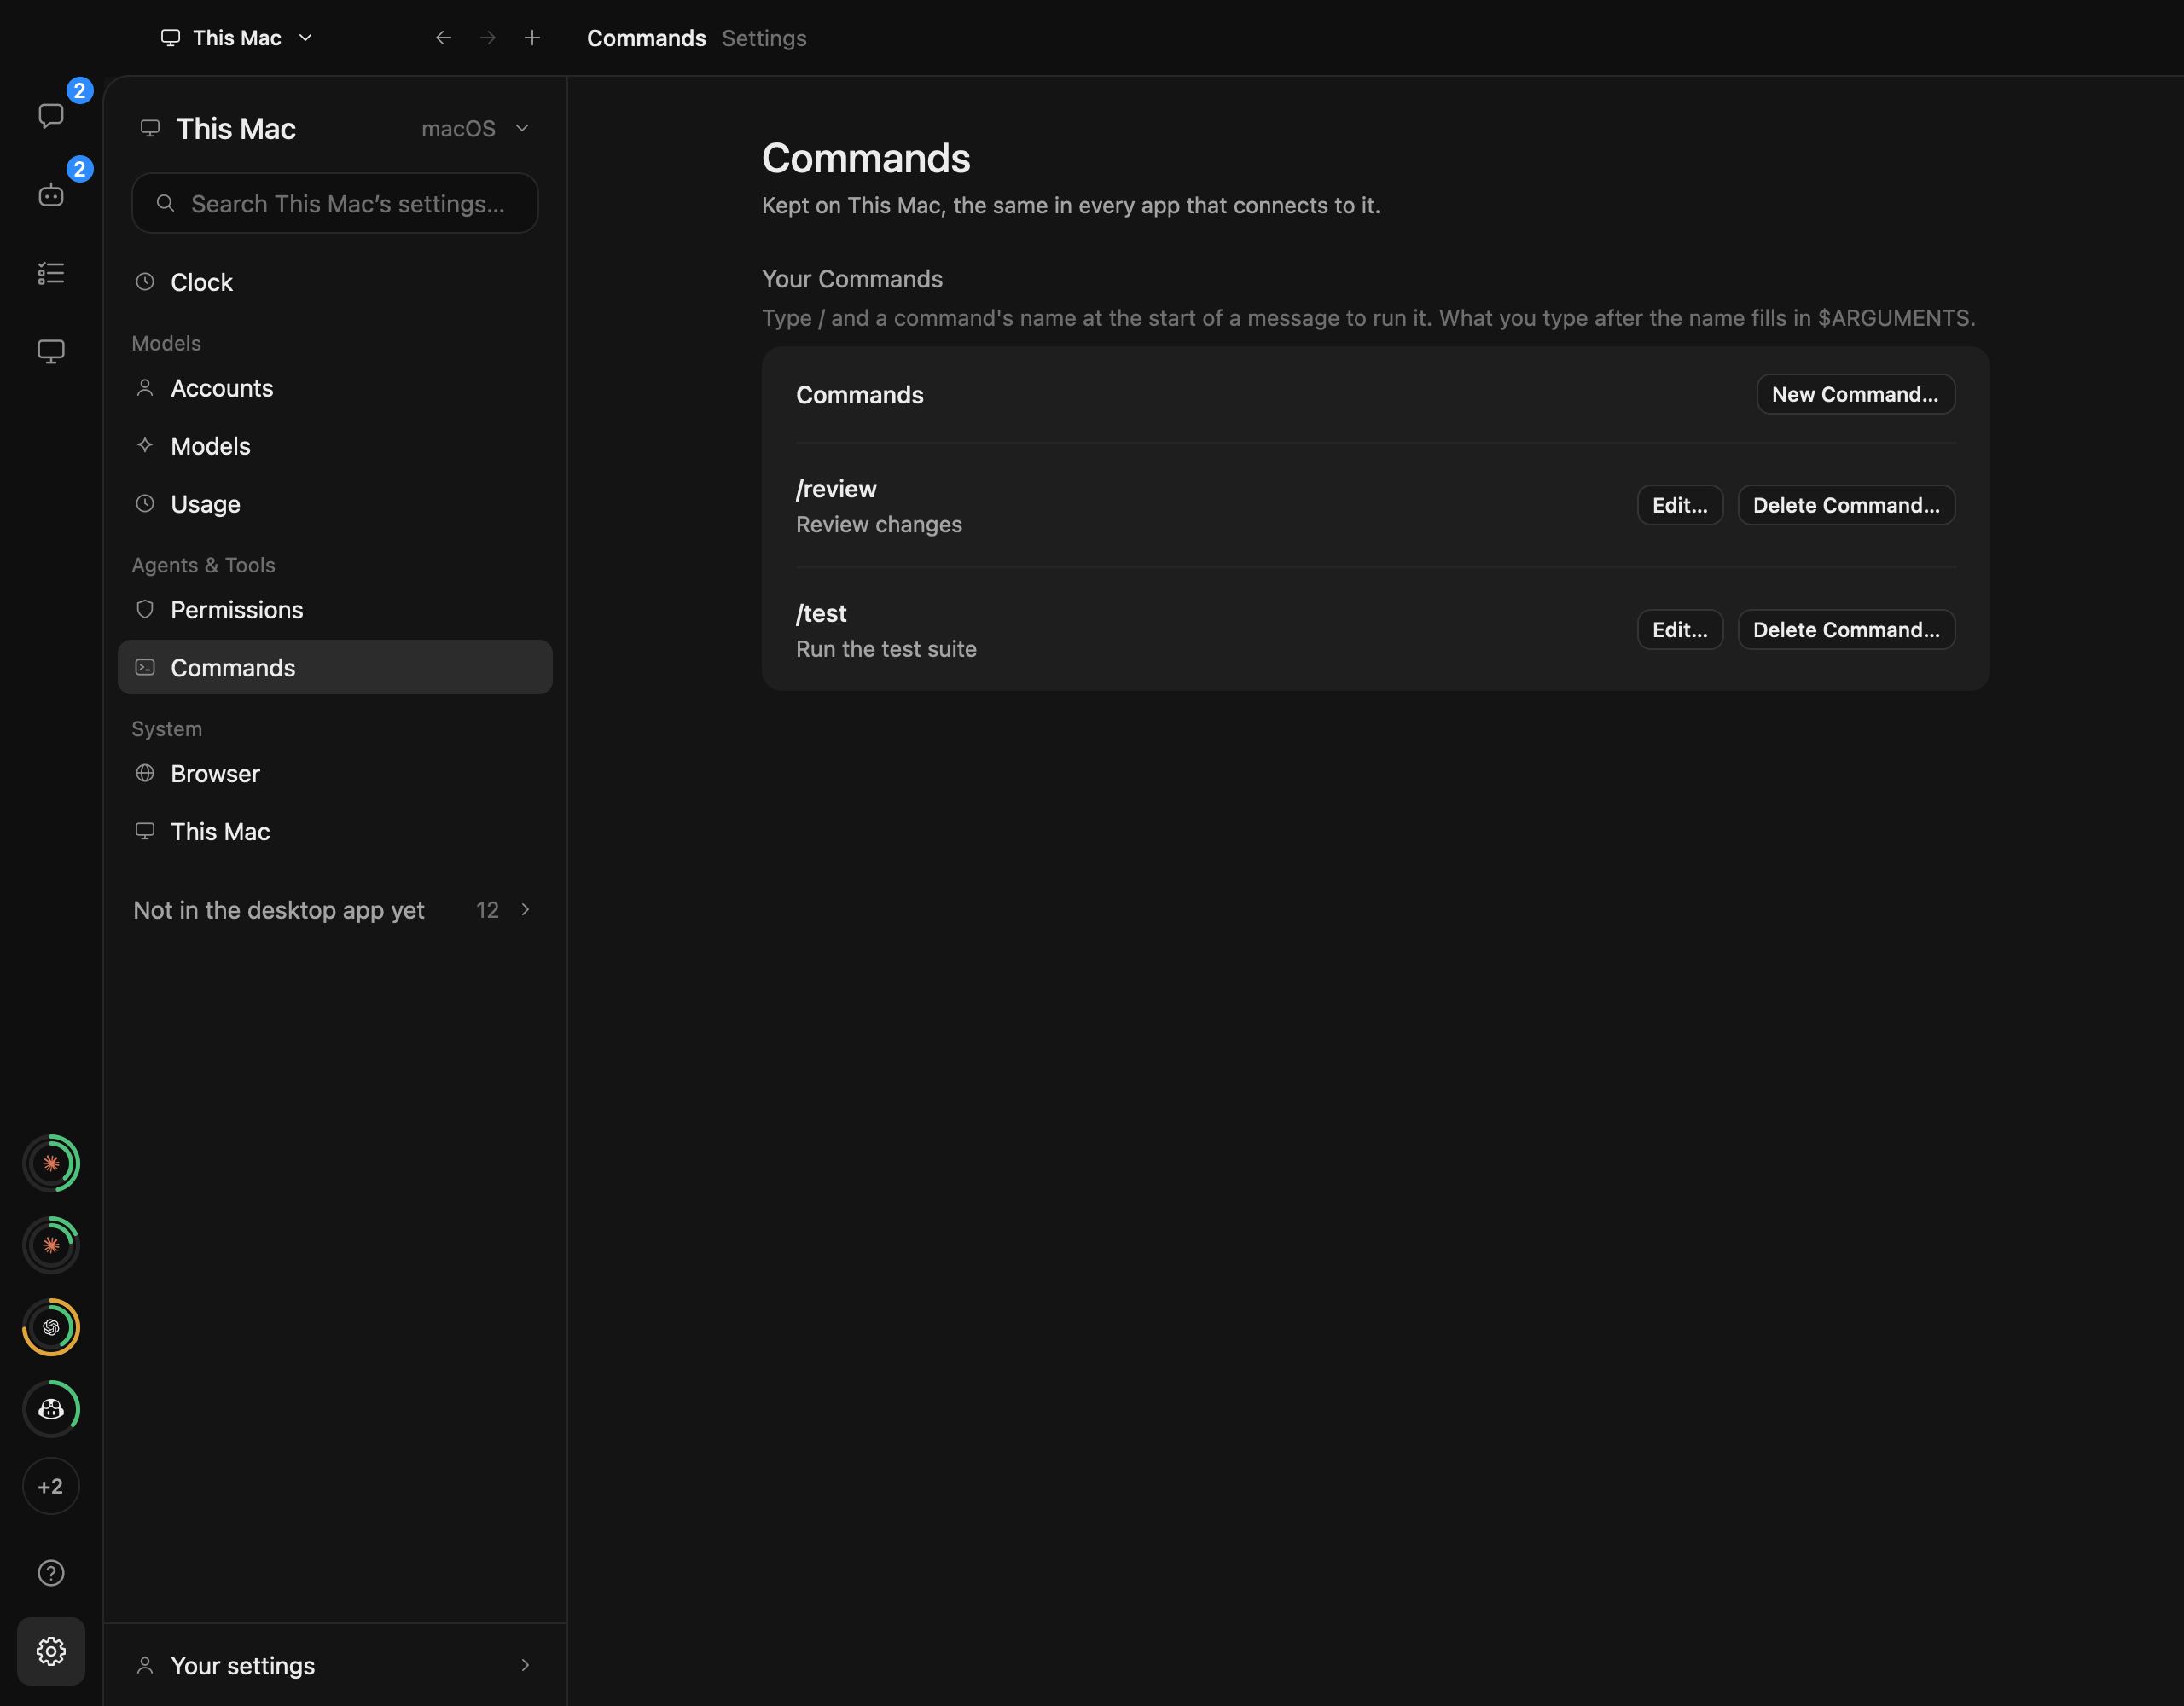 This Mac
Commands Settings
2
2
This Mac macOS
Search This Mac’s settings...
Clock
Models
Accounts
Models
Usage
Agents & Tools
Permissions
Commands
System
Browser
This Mac
Not in the desktop app yet 12
+2
Your settings
Commands
Kept on This Mac, the same in every app that connects to it.
Your Commands
Type / and a command's name at the start of a message to run it. What you type after the name fills in $ARGUMENTS.
Commands New Command...
/review
Review changes
Edit... Delete Command...
/test
Run the test suite
Edit... Delete Command...